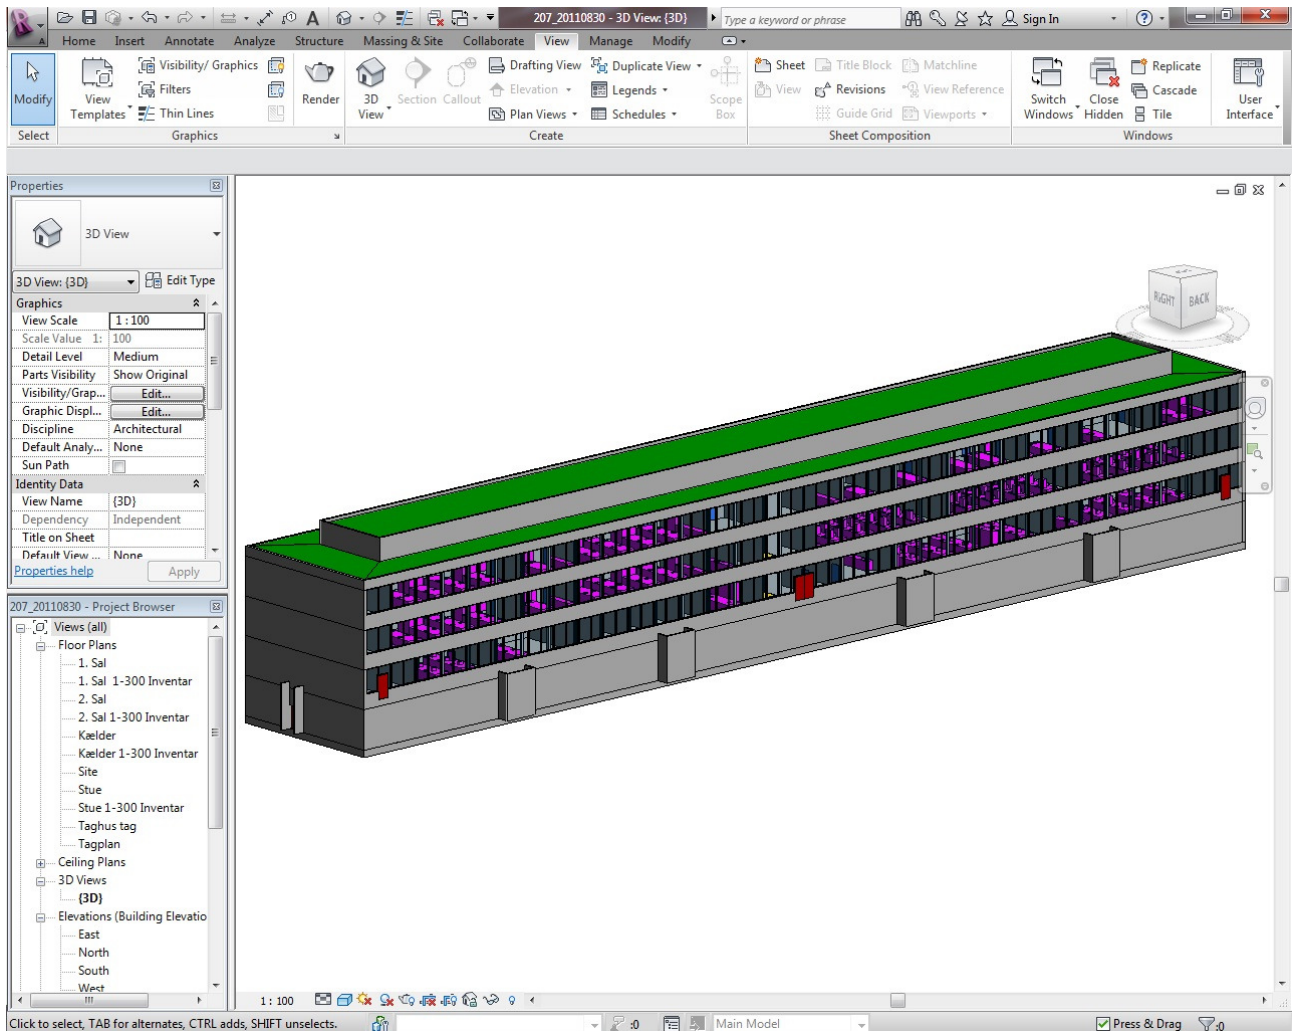 207_20110830 - 3D View: {3D}
Type a keyword or phrase
Sign In
Home Insert Annotate Analyze Structure Massing & Site Collaborate View Manage Modify
Modify
View Templates
Visibility/ Graphics
Filters
Thin Lines
Render
3D View
Section
Callout
Drafting View
Elevation
Plan Views
Duplicate View
Legends
Schedules
Scope Box
Sheet
View
Title Block
Revisions
Guide Grid
Matchline
View Reference
Viewports
Switch Windows
Close Hidden
Replicate
Cascade
Tile
User Interface
Select
Graphics
Create
Sheet Composition
Windows
Properties
3D View
3D View: {3D}
Edit Type
Graphics
View Scale 1 : 100
Scale Value 1: 100
Detail Level Medium
Parts Visibility Show Original
Visibility/Grap... Edit...
Graphic Displ... Edit...
Discipline Architectural
Default Analy... None
Sun Path
Identity Data
View Name {3D}
Dependency Independent
Title on Sheet
Default View ... None
Properties help
Apply
207_20110830 - Project Browser
Views (all)
Floor Plans
1. Sal
1. Sal 1-300 Inventar
2. Sal
2. Sal 1-300 Inventar
Kælder
Kælder 1-300 Inventar
Site
Stue
Stue 1-300 Inventar
Taghus tag
Tagplan
Ceiling Plans
3D Views
{3D}
Elevations (Building Elevatio
East
North
South
West
RIGHT
BACK
1 : 100
Click to select, TAB for alternates, CTRL adds, SHIFT unselects.
:0
Main Model
Press & Drag
:0